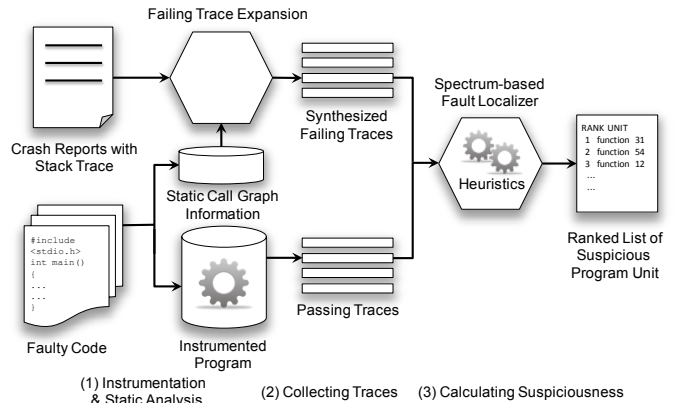 Failing Trace Expansion
Crash Reports with
Stack Trace
Synthesized
Failing Traces
Spectrum-based
Fault Localizer
Heuristics
RANK UNIT
1 function 31
2 function 54
3 function 12
...
...
Ranked List of
Suspicious
Program Unit
Static Call Graph
Information
#include
<stdio.h>
int main()
{
...
...
}
Faulty Code
Instrumented
Program
Passing Traces
(1) Instrumentation
& Static Analysis
(2) Collecting Traces
(3) Calculating Suspiciousness